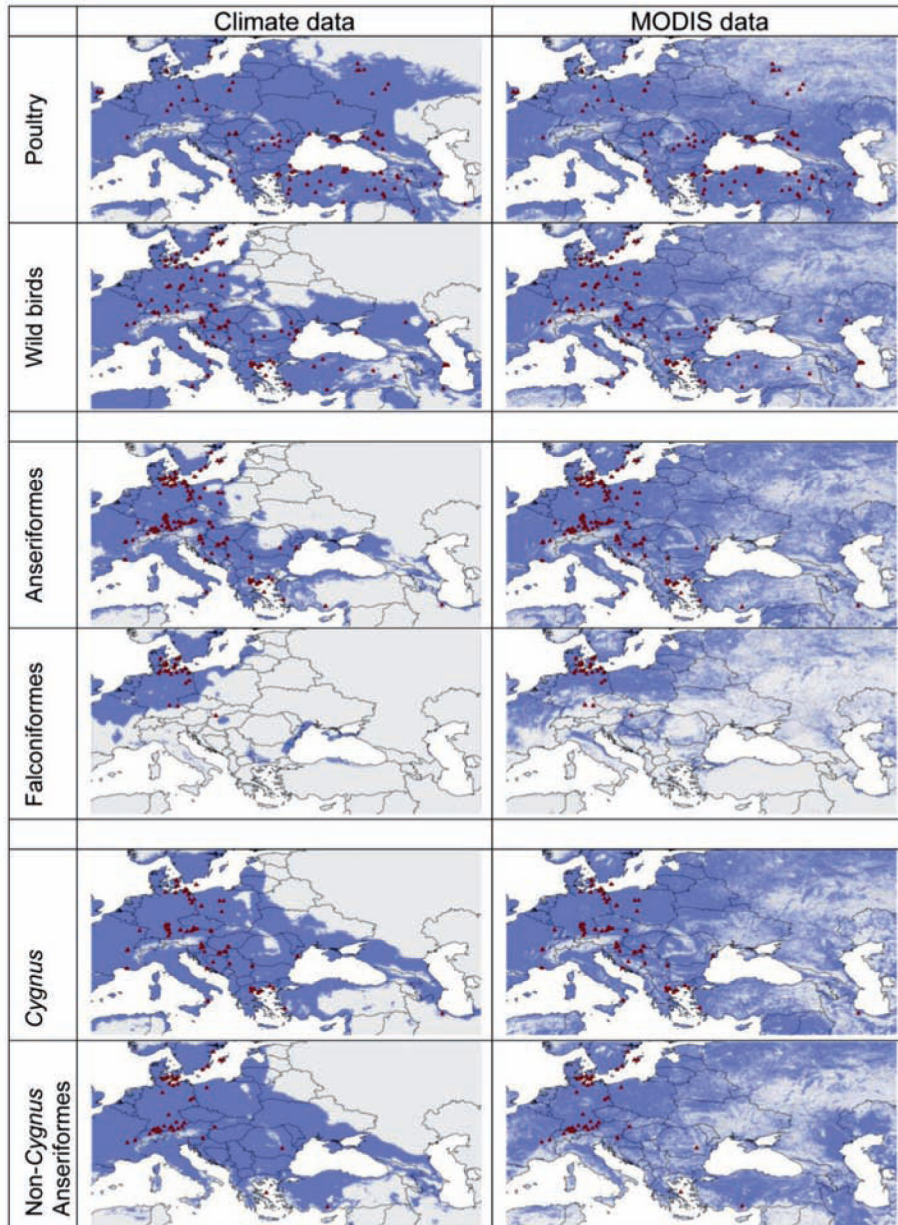 Climate data
MODIS data
Poultry
Wild birds
Anseriformes
Falconiformes
Cygnus
Non-Cygnus
Anseriformes